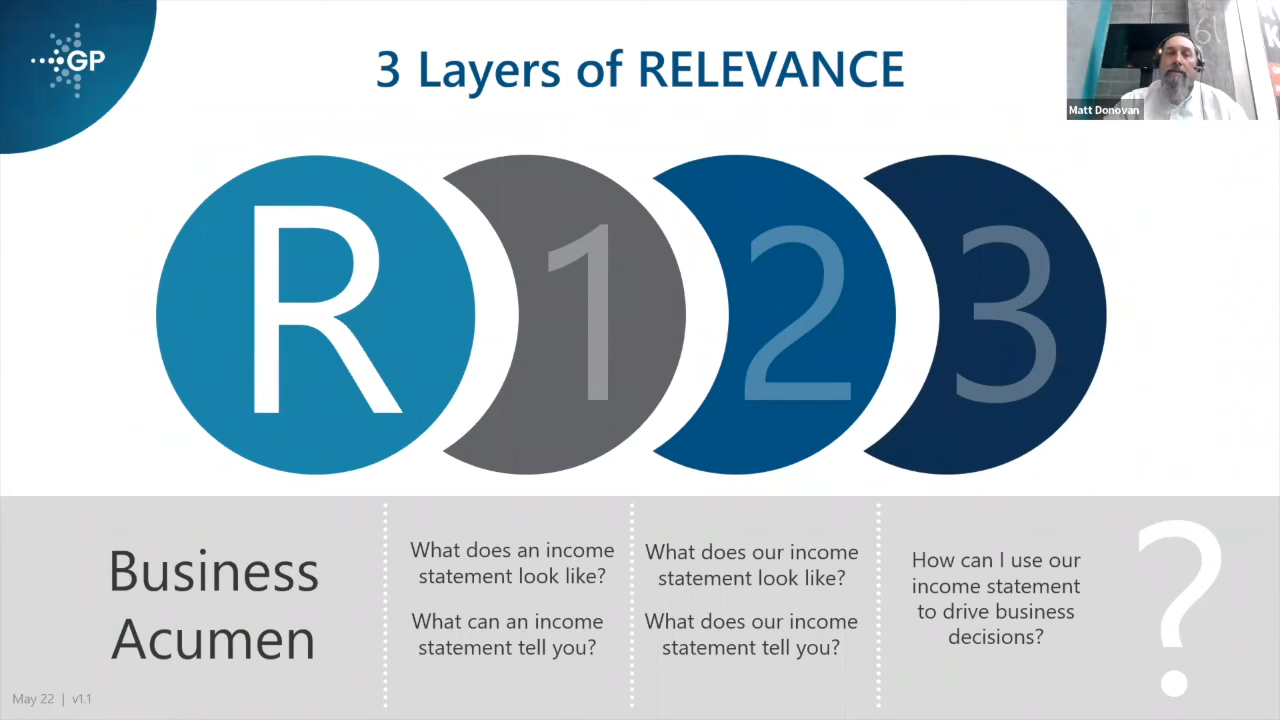 GP
3 Layers of RELEVANCE
Matt Donovan
R
1
2
3
Business
Acumen
What does an income
statement look like?
What can an income
statement tell you?
What does our income
statement look like?
What does our income
statement tell you?
How can I use our
income statement
to drive business
decisions?
?
May 22 | v1.1